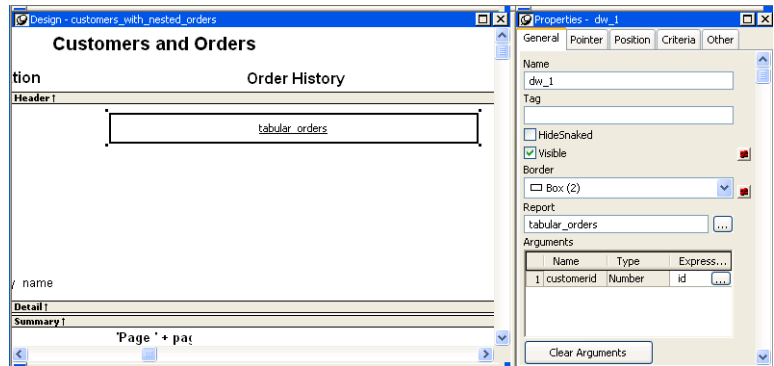 Design - customers_with_nested_orders
Customers and Orders
tion Order History
Header ↑
tabular_orders
y name
Detail ↑
Summary ↑
'Page ' + pag
Properties - dw_1
General Pointer Position Criteria Other
Name
dw_1
Tag
HideSnaked
Visible
Border
Box (2)
Report
tabular_orders ...
Arguments
Name Type Express...
1 customerid Number id ...
Clear Arguments